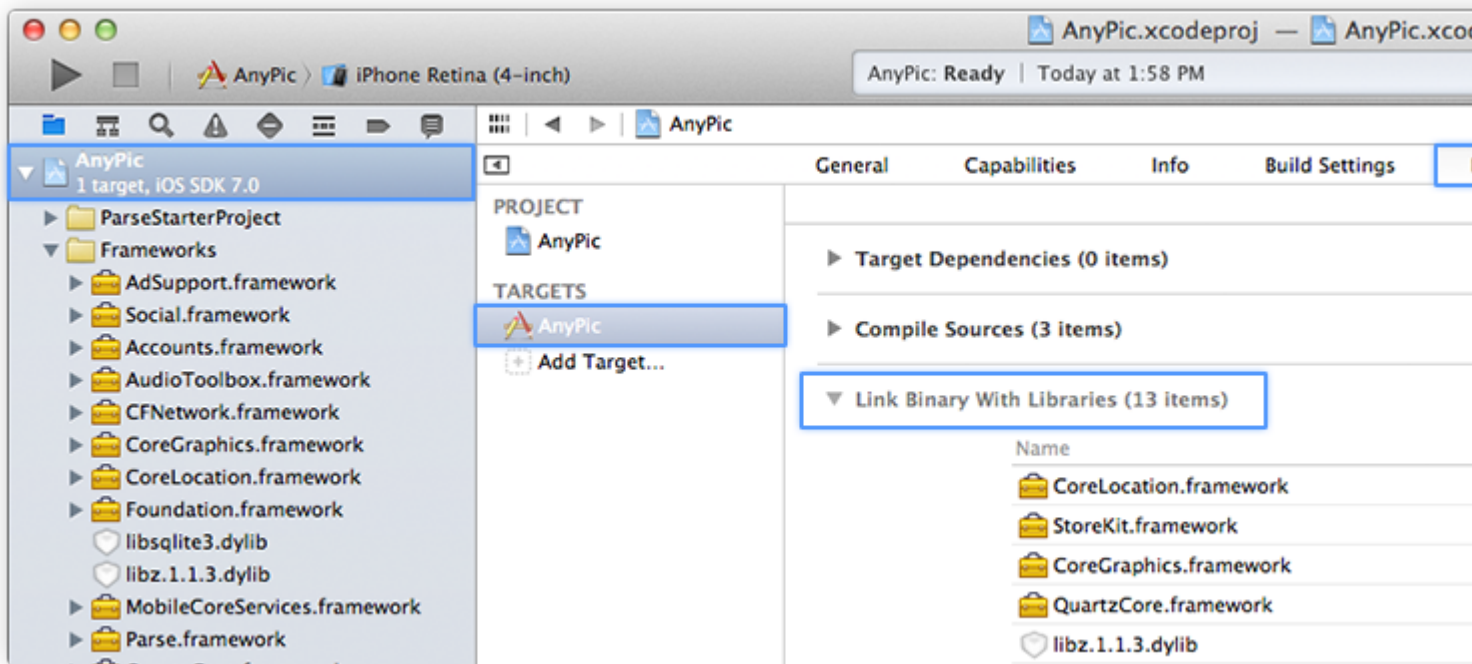 AnyPic.xcodeproj — AnyPic.xco
AnyPic iPhone Retina (4-inch)
AnyPic: Ready | Today at 1:58 PM
AnyPic
AnyPic
1 target, iOS SDK 7.0
ParseStarterProject
Frameworks
AdSupport.framework
Social.framework
Accounts.framework
AudioToolbox.framework
CFNetwork.framework
CoreGraphics.framework
CoreLocation.framework
Foundation.framework
libsqlite3.dylib
libz.1.1.3.dylib
MobileCoreServices.framework
Parse.framework
General Capabilities Info Build Settings
PROJECT
AnyPic
TARGETS
AnyPic
Add Target...
Target Dependencies (0 items)
Compile Sources (3 items)
Link Binary With Libraries (13 items)
Name
CoreLocation.framework
StoreKit.framework
CoreGraphics.framework
QuartzCore.framework
libz.1.1.3.dylib